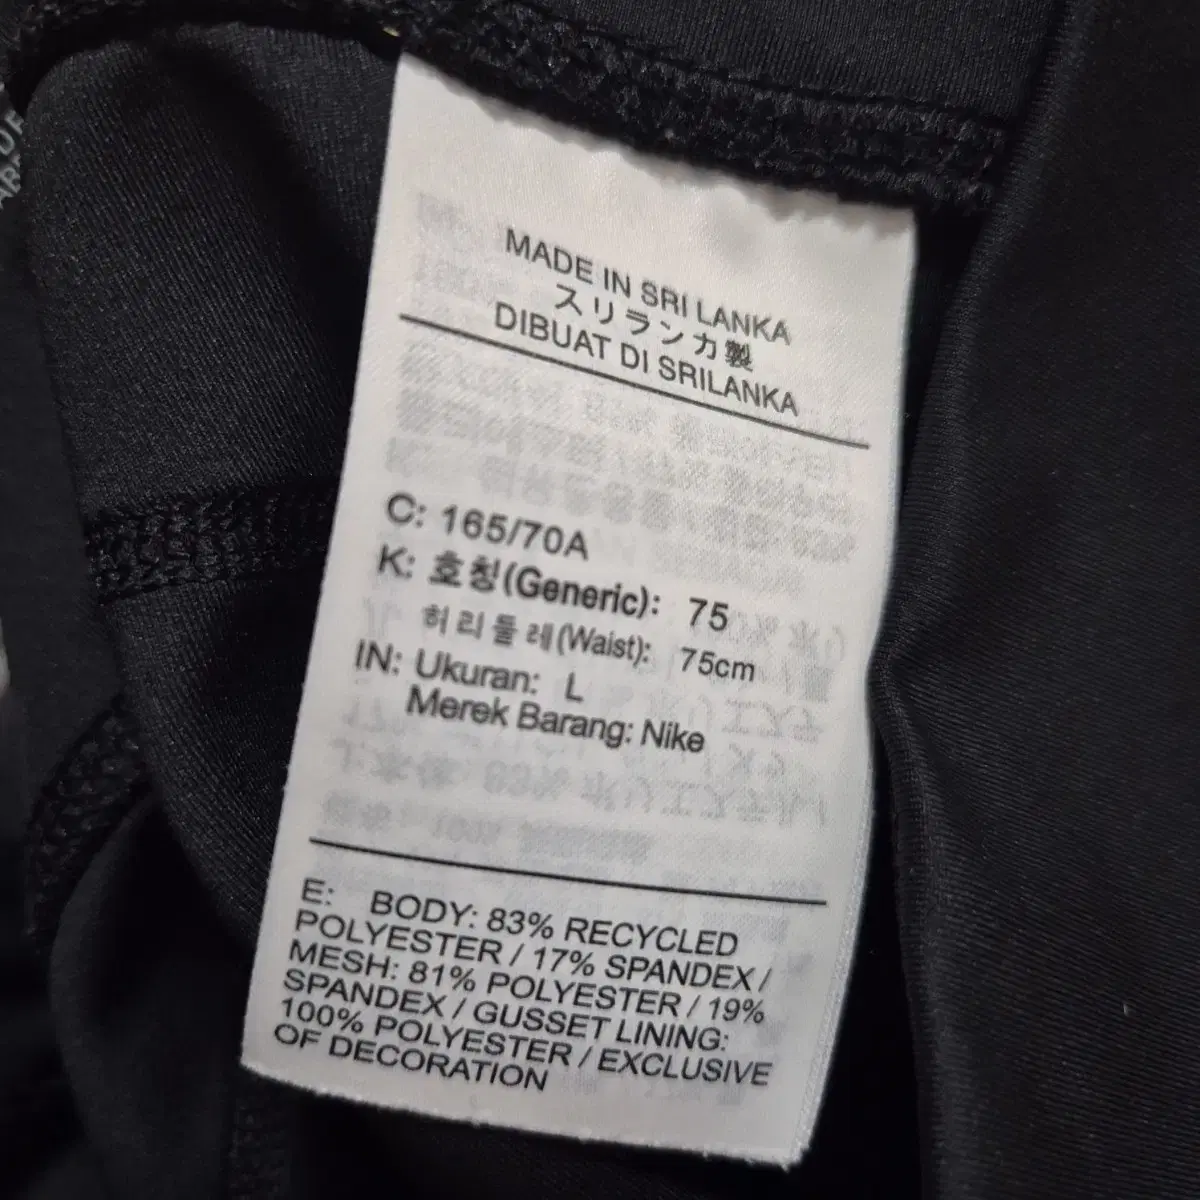 MADE IN SRI LANKA
スリランカ製
DIBUAT DI SRILANKA
C: 165/70A
K: 호칭(Generic): 75
허리둘레(Waist): 75cm
IN: Ukuran: L
Merek Barang: Nike
E: BODY: 83% RECYCLED
POLYESTER / 17% SPANDEX /
MESH: 81% POLYESTER / 19%
SPANDEX / GUSSET LINING:
100% POLYESTER / EXCLUSIVE
OF DECORATION